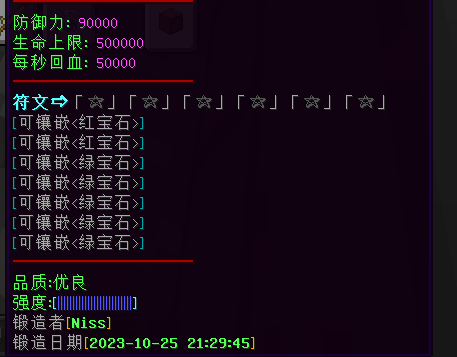 防御力: 90000
生命上限: 500000
每秒回血: 50000
符文➩「☆」「☆」「☆」「☆」「☆」「☆」
[可镶嵌<红宝石>]
[可镶嵌<红宝石>]
[可镶嵌<绿宝石>]
[可镶嵌<绿宝石>]
[可镶嵌<绿宝石>]
[可镶嵌<绿宝石>]
[可镶嵌<绿宝石>]
品质:优良
强度:[||||||||||||||||||||||||]
锻造者[Niss]
锻造日期[2023-10-25 21:29:45]